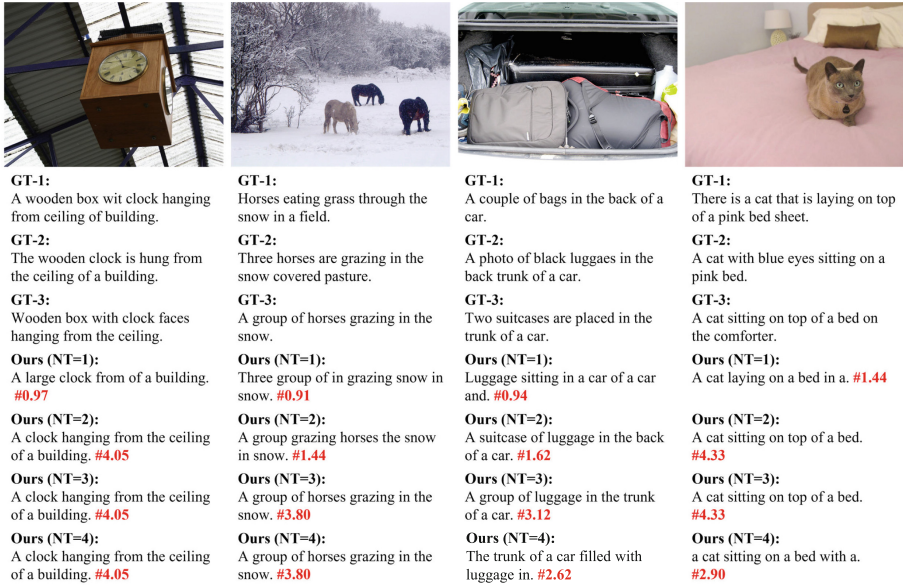 GT-1:
A wooden box wit clock hanging
from ceiling of building.
GT-2:
The wooden clock is hung from
the ceiling of a building.
GT-3:
Wooden box with clock faces
hanging from the ceiling.
Ours (NT=1):
A large clock from of a building.
#0.97
Ours (NT=2):
A clock hanging from the ceiling
of a building. #4.05
Ours (NT=3):
A clock hanging from the ceiling
of a building. #4.05
Ours (NT=4):
A clock hanging from the ceiling
of a building. #4.05
GT-1:
Horses eating grass through the
snow in a field.
GT-2:
Three horses are grazing in the
snow covered pasture.
GT-3:
A group of horses grazing in the
snow.
Ours (NT=1):
Three group of in grazing snow in
snow. #0.91
Ours (NT=2):
A group grazing horses the snow
in snow. #1.44
Ours (NT=3):
A group of horses grazing in the
snow. #3.80
Ours (NT=4):
A group of horses grazing in the
snow. #3.80
GT-1:
A couple of bags in the back of a
car.
GT-2:
A photo of black luggaes in the
back trunk of a car.
GT-3:
Two suitcases are placed in the
trunk of a car.
Ours (NT=1):
Luggage sitting in a car of a car
and. #0.94
Ours (NT=2):
A suitcase of luggage in the back
of a car. #1.62
Ours (NT=3):
A group of luggage in the trunk
of a car. #3.12
Ours (NT=4):
The trunk of a car filled with
luggage in. #2.62
GT-1:
There is a cat that is laying on top
of a pink bed sheet.
GT-2:
A cat with blue eyes sitting on a
pink bed.
GT-3:
A cat sitting on top of a bed on
the comforter.
Ours (NT=1):
A cat laying on a bed in a. #1.44
Ours (NT=2):
A cat sitting on top of a bed.
#4.33
Ours (NT=3):
A cat sitting on top of a bed.
#4.33
Ours (NT=4):
a cat sitting on a bed with a.
#2.90